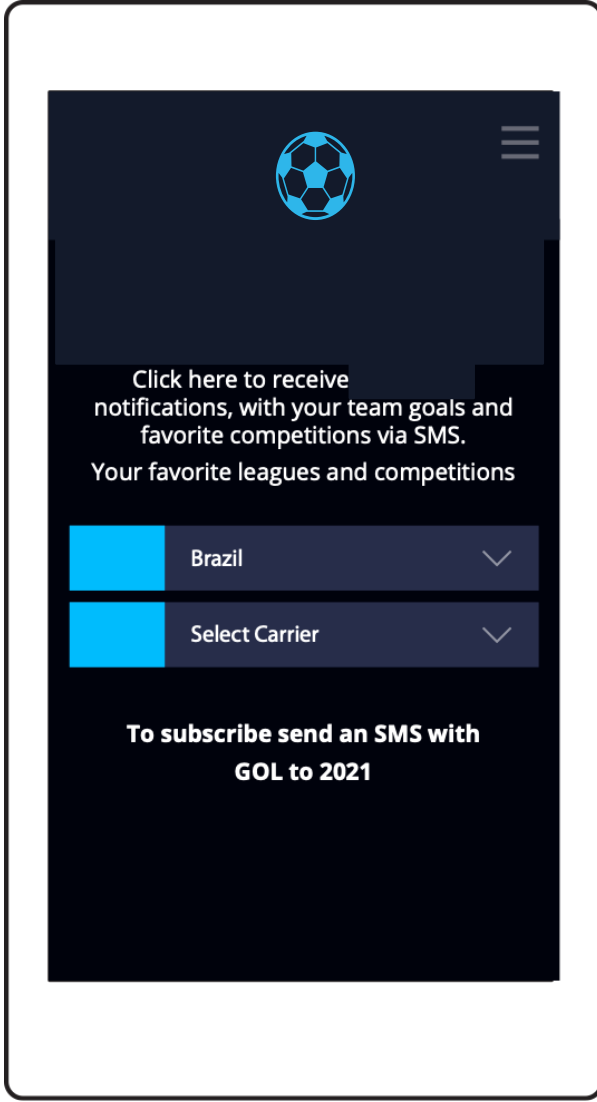 Click here to receive
notifications, with your team goals and
favorite competitions via SMS.
Your favorite leagues and competitions
Brazil
Select Carrier
To subscribe send an SMS with
GOL to 2021